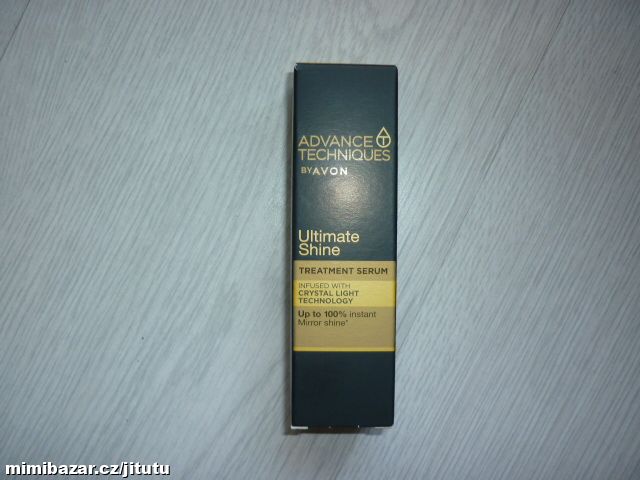 ADVANCE
TECHNIQUES
BY AVON
Ultimate
Shine
TREATMENT SERUM
INFUSED WITH
CRYSTAL LIGHT
TECHNOLOGY
Up to 100% instant
Mirror shine*
mimibazar.cz/jitutu